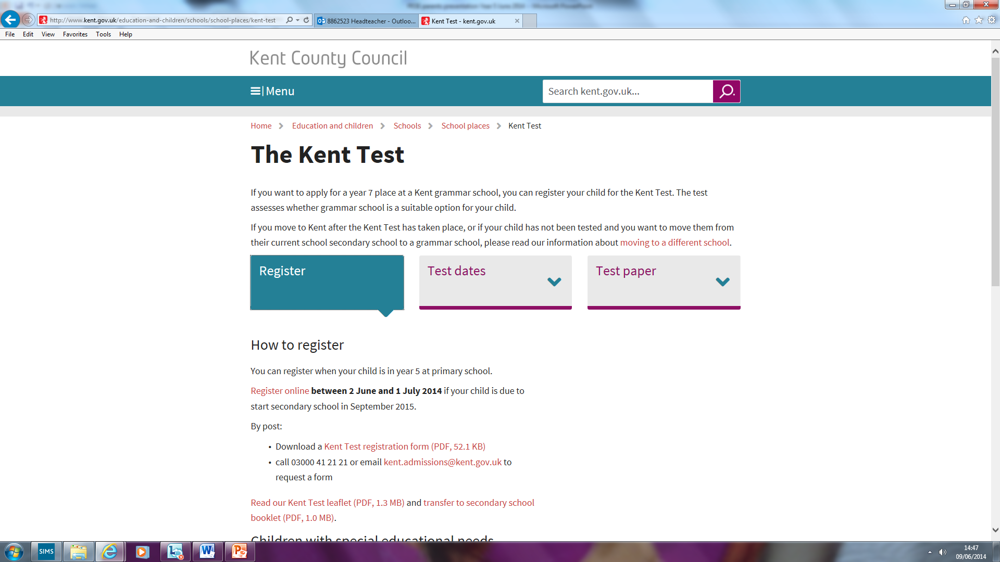 http://www.kent.gov.uk/education-and-children/schools/school-places/kent-test
8862523 Headteacher - Outloo...
Kent Test - kent.gov.uk
File Edit View Favorites Tools Help
Kent County Council
Menu
Search kent.gov.uk...
Home Education and children Schools School places Kent Test
The Kent Test
If you want to apply for a year 7 place at a Kent grammar school, you can register your child for the Kent Test. The test
assesses whether grammar school is a suitable option for your child.
If you move to Kent after the Kent Test has taken place, or if your child has not been tested and you want to move them from
their current school secondary school to a grammar school, please read our information about moving to a different school.
Register
Test dates
Test paper
How to register
You can register when your child is in year 5 at primary school.
Register online between 2 June and 1 July 2014 if your child is due to
start secondary school in September 2015.
By post:
• Download a Kent Test registration form (PDF, 52.1 KB)
• call 03000 41 21 21 or email kent.admissions@kent.gov.uk to
request a form
Read our Kent Test leaflet (PDF, 1.3 MB) and transfer to secondary school
booklet (PDF, 1.0 MB).
Children with special educational needs
SIMS
14:47
09/06/2014